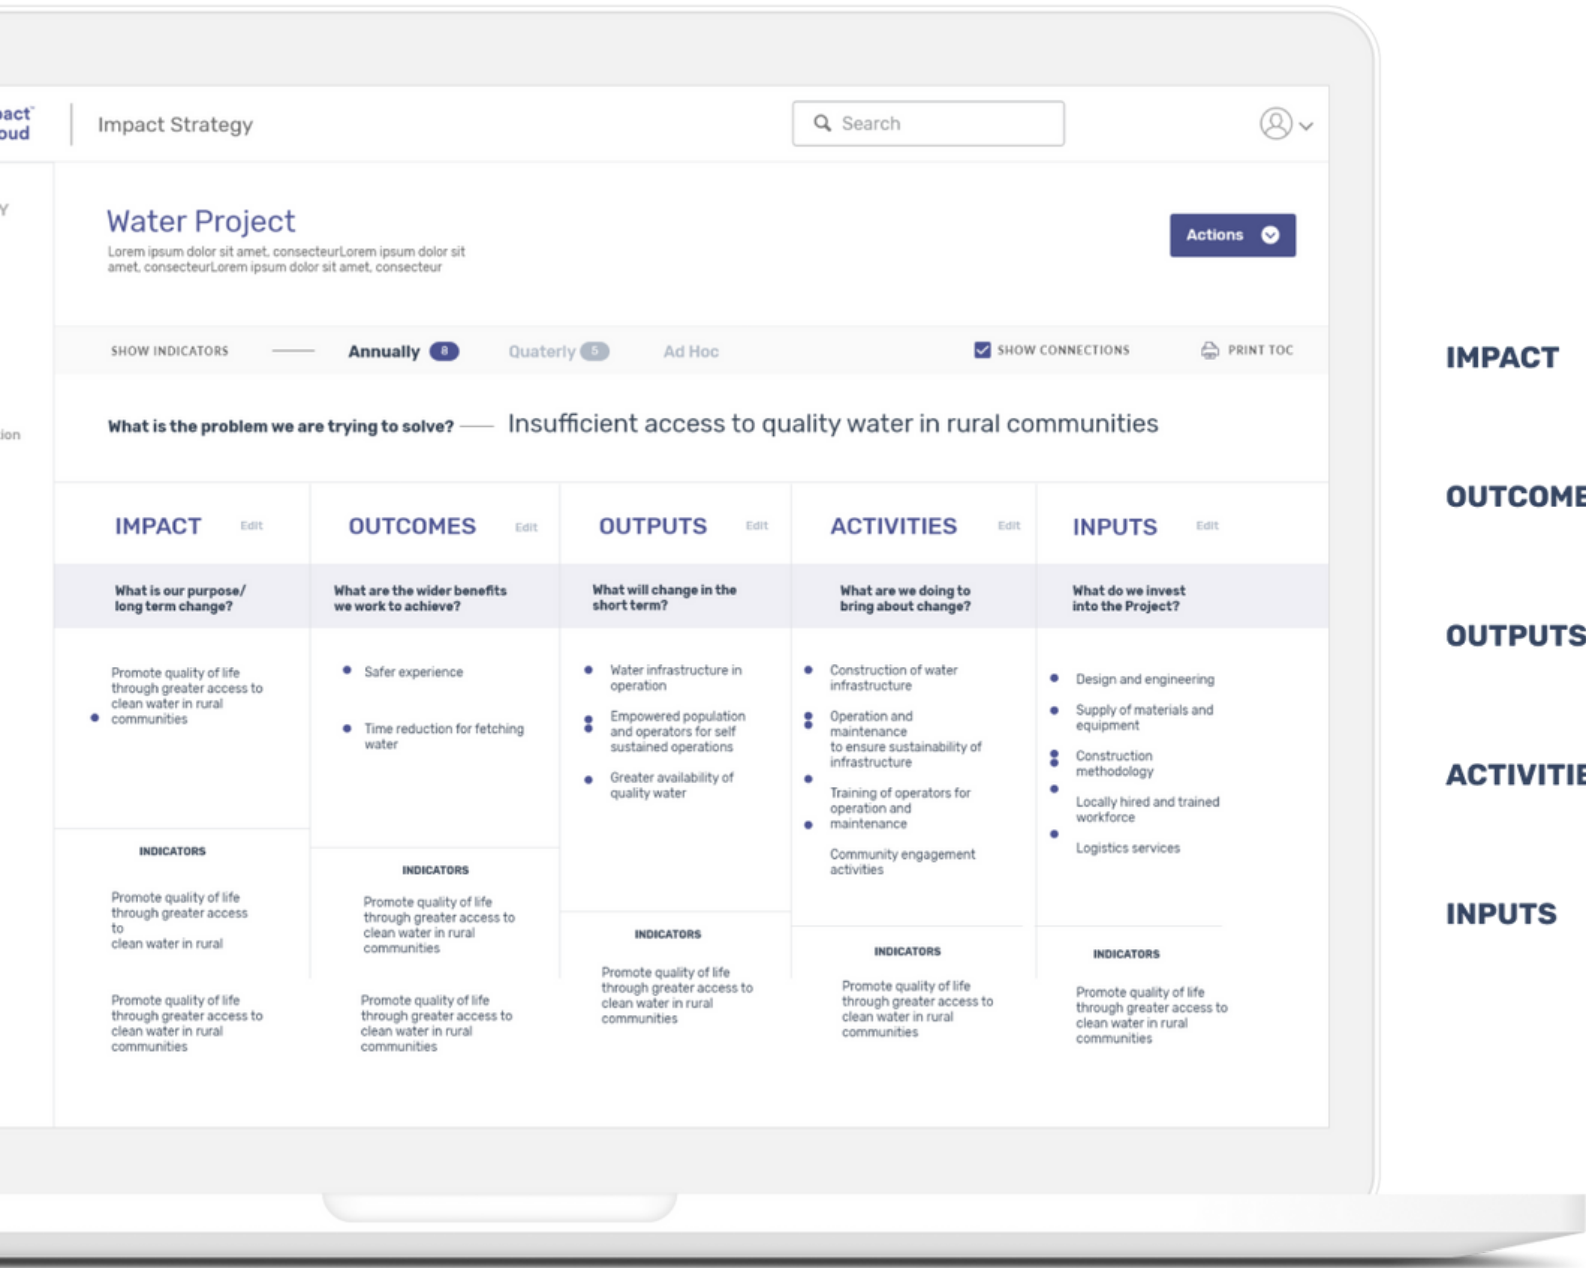 pact™
oud
Impact Strategy
Search
Y
Water Project
Lorem ipsum dolor sit amet, consecteurLorem ipsum dolor sit
amet, consecteurLorem ipsum dolor sit amet, consecteur
Actions
SHOW INDICATORS
Annually 8
Quaterly 5
Ad Hoc
SHOW CONNECTIONS
PRINT TOC
tion
What is the problem we are trying to solve?
Insufficient access to quality water in rural communities
IMPACT Edit
OUTCOMES Edit
OUTPUTS Edit
ACTIVITIES Edit
INPUTS Edit
What is our purpose/
long term change?
What are the wider benefits
we work to achieve?
What will change in the
short term?
What are we doing to
bring about change?
What do we invest
into the Project?
Promote quality of life
through greater access to
clean water in rural
communities
Safer experience
Time reduction for fetching
water
Water infrastructure in
operation
Empowered population
and operators for self
sustained operations
Greater availability of
quality water
Construction of water
infrastructure
Operation and
maintenance
to ensure sustainability of
infrastructure
Training of operators for
operation and
maintenance
Community engagement
activities
Design and engineering
Supply of materials and
equipment
Construction
methodology
Locally hired and trained
workforce
Logistics services
INDICATORS
Promote quality of life
through greater access
to
clean water in rural
Promote quality of life
through greater access to
clean water in rural
communities
INDICATORS
Promote quality of life
through greater access to
clean water in rural
communities
Promote quality of life
through greater access to
clean water in rural
communities
INDICATORS
Promote quality of life
through greater access to
clean water in rural
communities
INDICATORS
Promote quality of life
through greater access to
clean water in rural
communities
INDICATORS
Promote quality of life
through greater access to
clean water in rural
communities
IMPACT
OUTCOME
OUTPUTS
ACTIVITIE
INPUTS